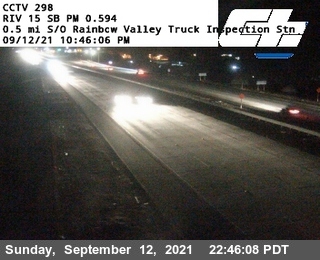 CCTV 298
RIV 15 SB PM 0.594
0.5 mi S/O Rainbcw Valley Truck Inspection Stn
09/12/21 10:46:06 PM
Sunday, September 12, 2021 22:46:08 PDT